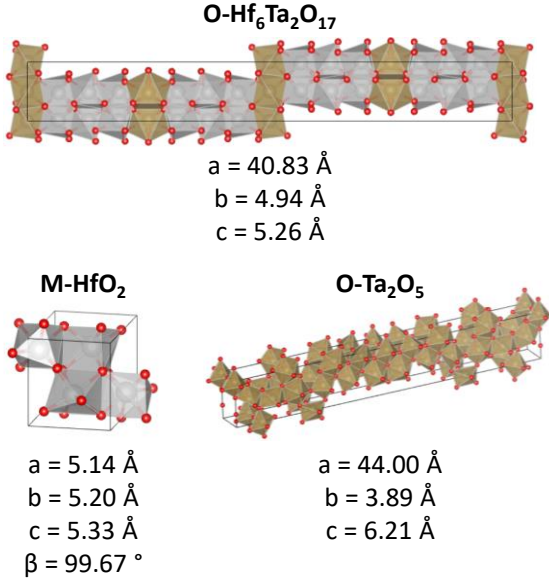 O-Hf₆Ta₂O₁₇
a = 40.83 Å
b = 4.94 Å
c = 5.26 Å
M-HfO₂
a = 5.14 Å
b = 5.20 Å
c = 5.33 Å
β = 99.67 °
O-Ta₂O₅
a = 44.00 Å
b = 3.89 Å
c = 6.21 Å